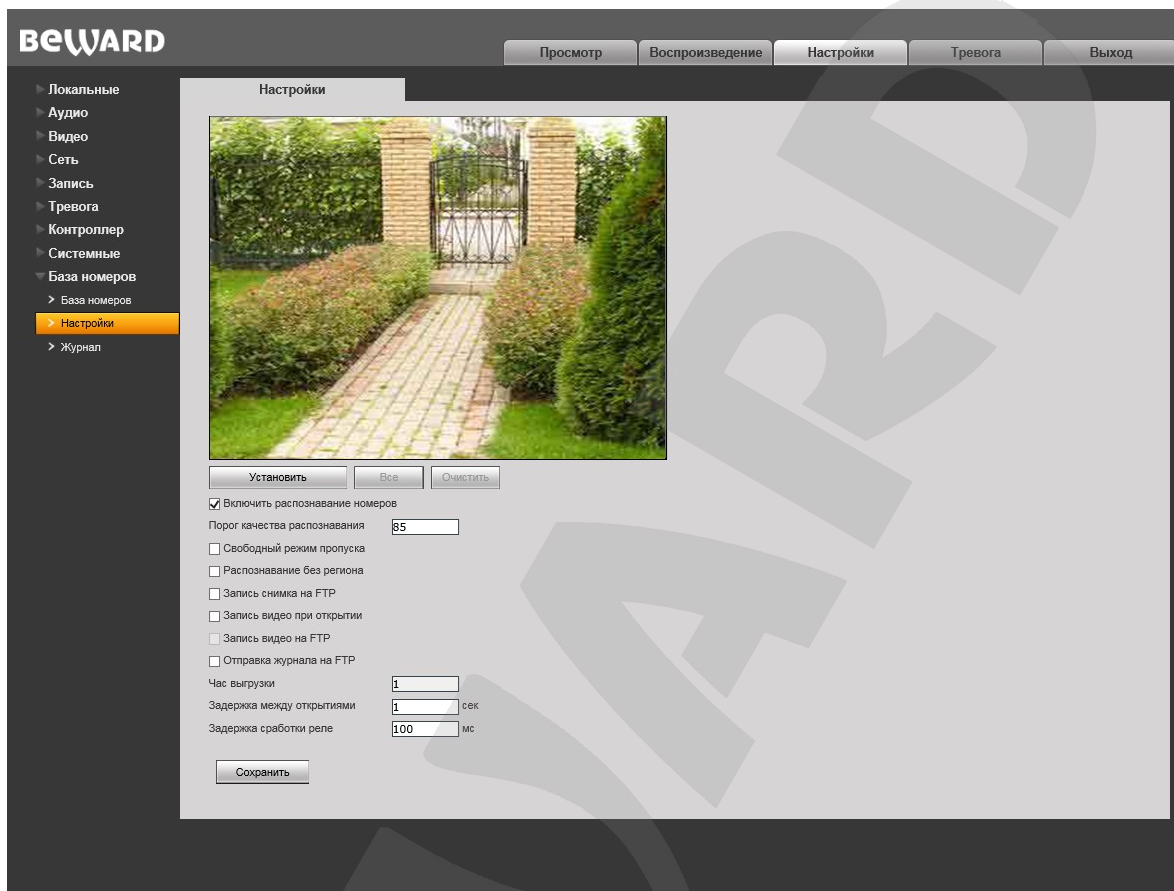 BEWARD
Просмотр
Воспроизведение
Настройки
Тревога
Выход
Локальные
Аудио
Видео
Сеть
Запись
Тревога
Контроллер
Системные
База номеров
База номеров
Настройки
Журнал
Настройки
Установить
Все
Очистить
Включить распознавание номеров
Порог качества распознавания 85
Свободный режим пропуска
Распознавание без региона
Запись снимка на FTP
Запись видео при открытии
Запись видео на FTP
Отправка журнала на FTP
Час выгрузки 1
Задержка между открытиями 1 сек
Задержка сработки реле 100 мс
Сохранить